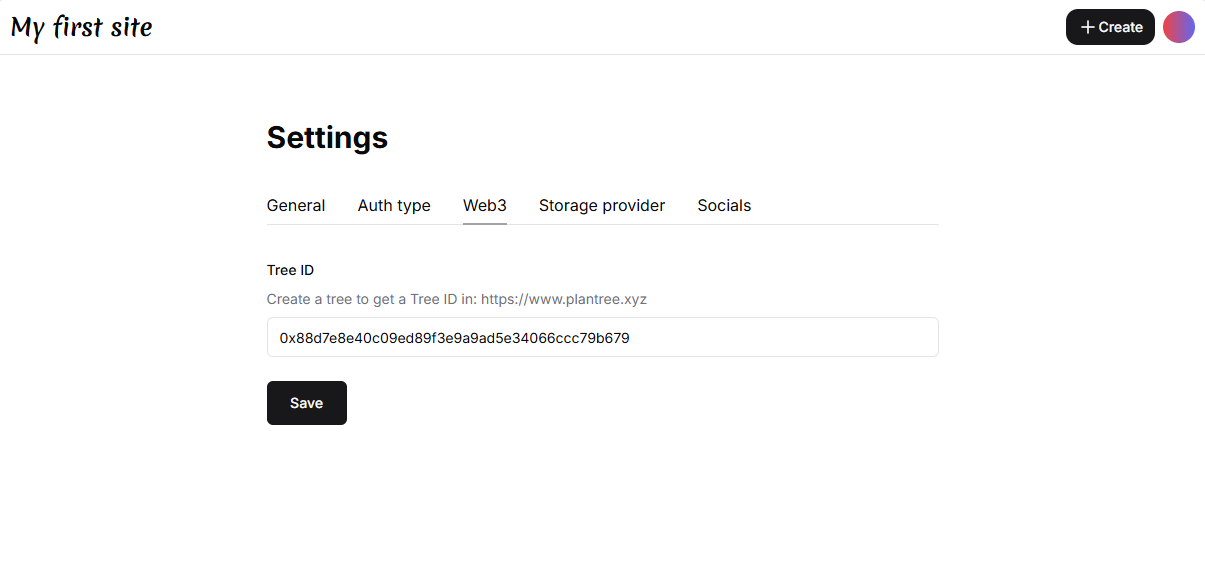 My first site
Create
Settings
General Auth type Web3 Storage provider Socials
Tree ID
Create a tree to get a Tree ID in: https://www.plantree.xyz
0x88d7e8e40c09ed89f3e9a9ad5e34066ccc79b679
Save